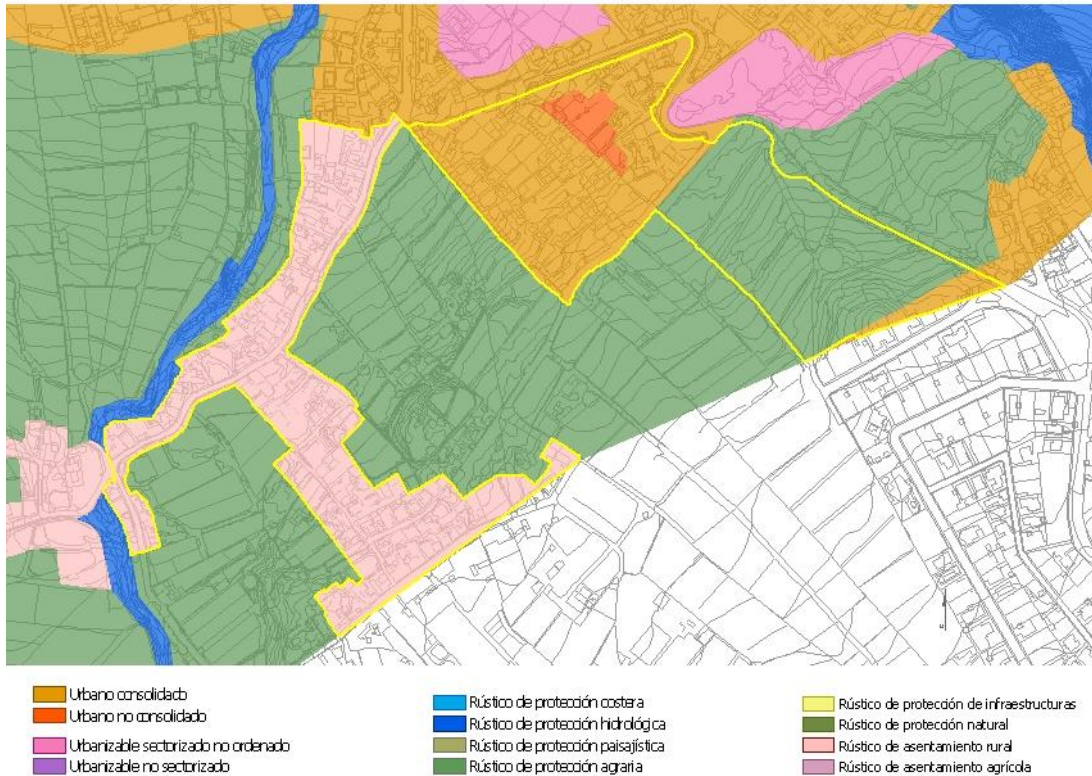 Urbano consolidado
Urbano no consolidado
Urbanizable sectorizado no ordenado
Urbanizable no sectorizado
Rústico de protección costera
Rústico de protección hidrológica
Rústico de protección paisajística
Rústico de protección agraria
Rústico de protección de infraestructuras
Rústico de protección natural
Rústico de asentamiento rural
Rústico de asentamiento agrícola